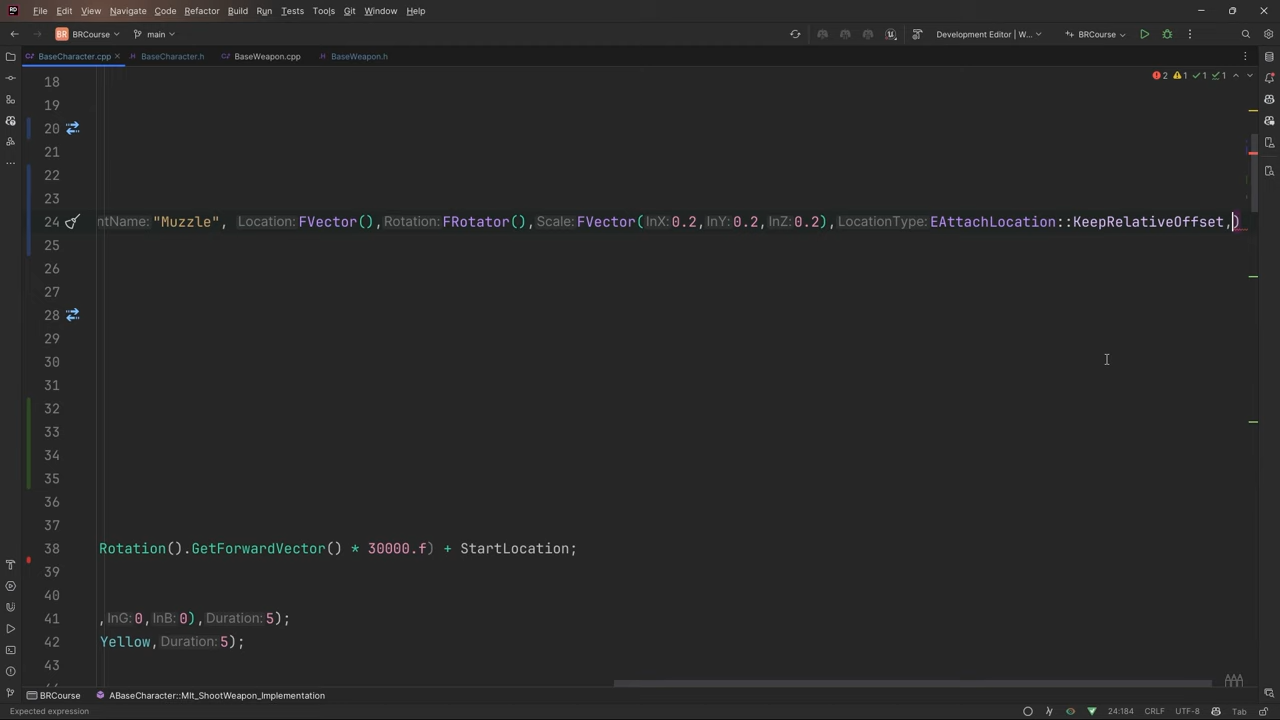 File Edit View Navigate Code Refactor Build Run Tests Tools Git Window Help
BR BRCourse main Development Editor | W... BRCourse
BaseCharacter.cpp BaseCharacter.h BaseWeapon.cpp BaseWeapon.h
18 2 1 1 1
19
20
21
22
23
24 ntName: "Muzzle", Location: FVector(), Rotation: FRotator(), Scale: FVector( InX: 0.2, InY: 0.2, InZ: 0.2), LocationType: EAttachLocation::KeepRelativeOffset,)
25
26
27
28
29
30
31
32
33
34
35
36
37
38 Rotation().GetForwardVector() * 30000.f) + StartLocation;
39
40
41 , InG: 0, InB: 0), Duration: 5);
42 Yellow, Duration: 5);
43
BRCourse ABaseCharacter::Mlt_ShootWeapon_Implementation
Expected expression 24:184 CRLF UTF-8 Tab